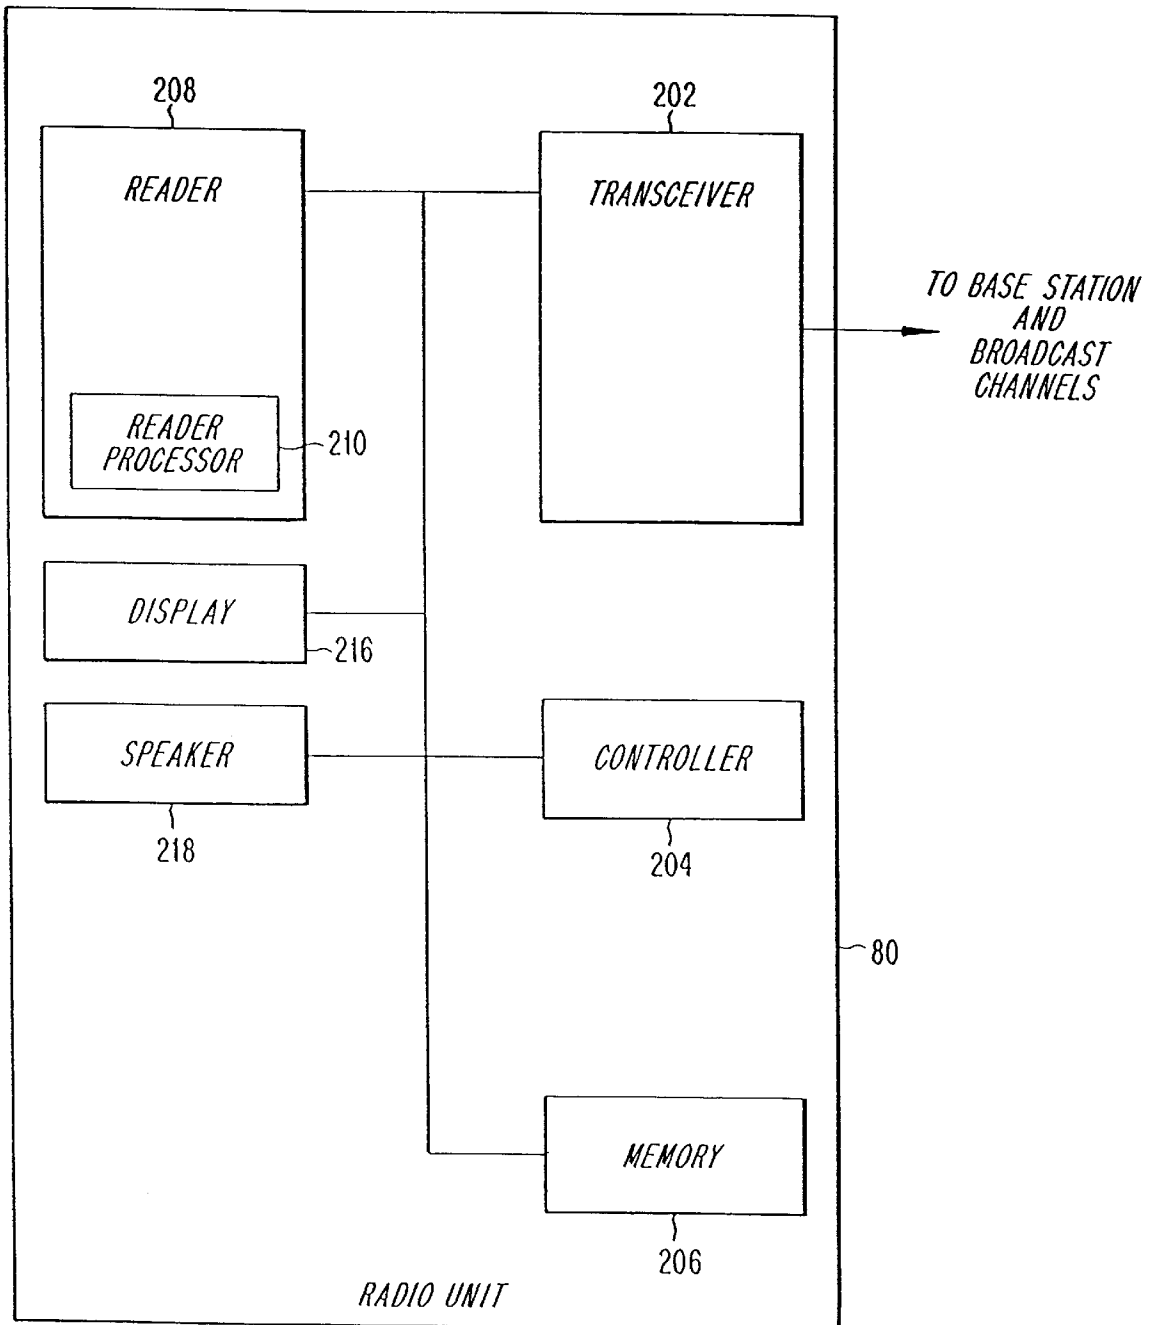 208
READER
READER
PROCESSOR
210
202
TRANSCEIVER
TO BASE STATION
AND
BROADCAST
CHANNELS
DISPLAY
216
SPEAKER
218
CONTROLLER
204
80
MEMORY
206
RADIO UNIT